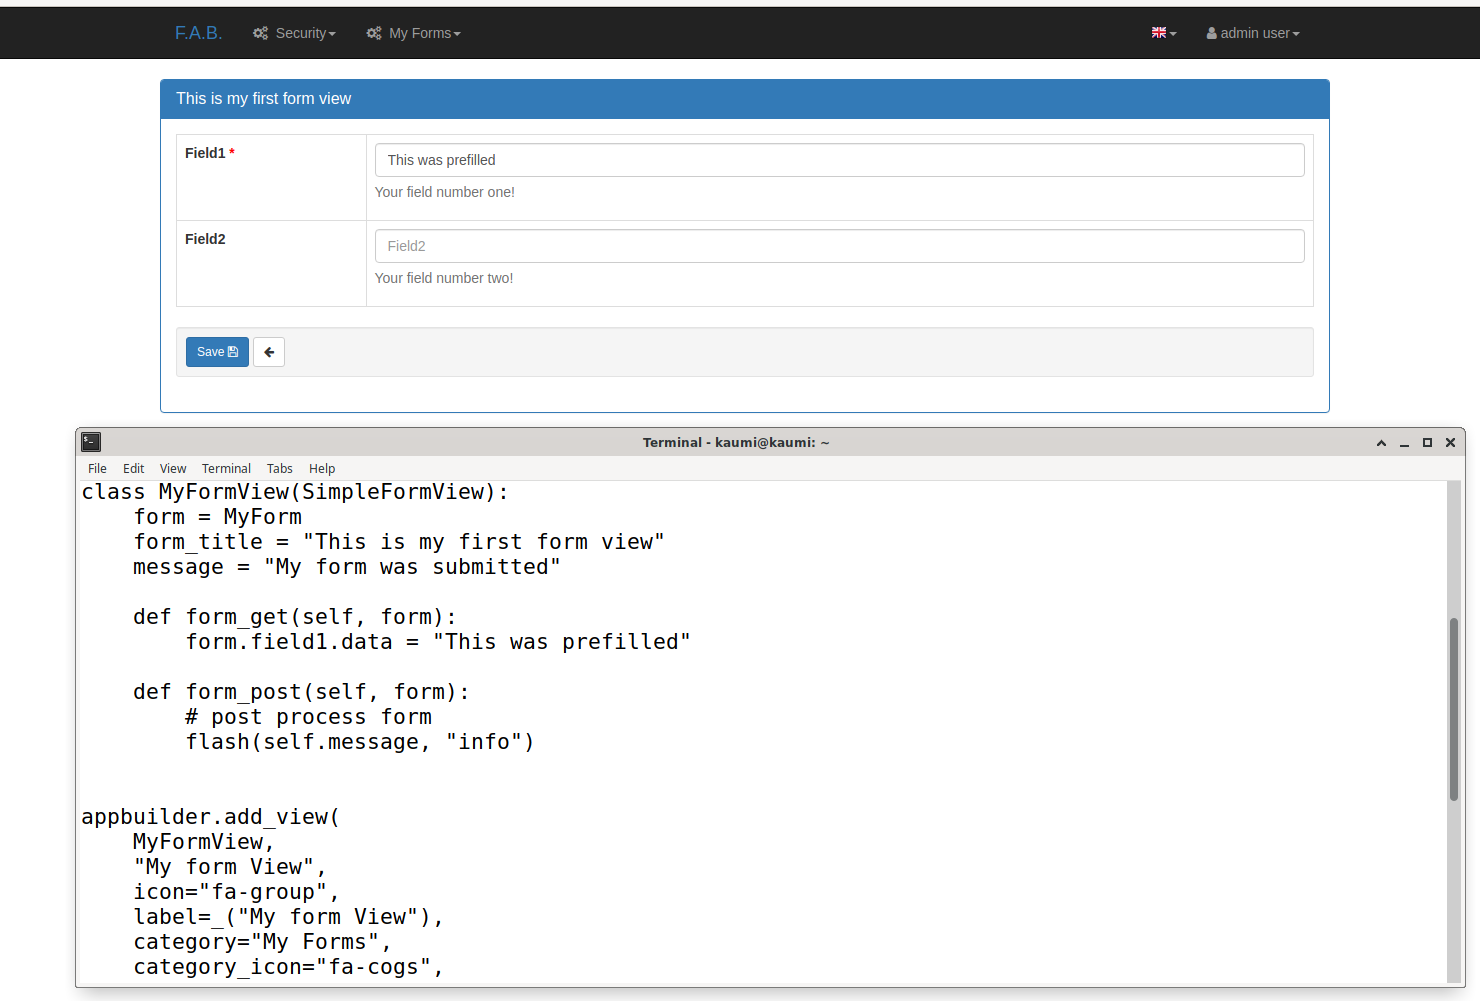 F.A.B. Security My Forms admin user
This is my first form view
Field1 * This was prefilled
Your field number one!
Field2 Field2
Your field number two!
Save
Terminal - kaumi@kaumi: ~
File Edit View Terminal Tabs Help
class MyFormView(SimpleFormView):
    form = MyForm
    form_title = "This is my first form view"
    message = "My form was submitted"
    def form_get(self, form):
        form.field1.data = "This was prefilled"
    def form_post(self, form):
        # post process form
        flash(self.message, "info")
appbuilder.add_view(
    MyFormView,
    "My form View",
    icon="fa-group",
    label=_("My form View"),
    category="My Forms",
    category_icon="fa-cogs",